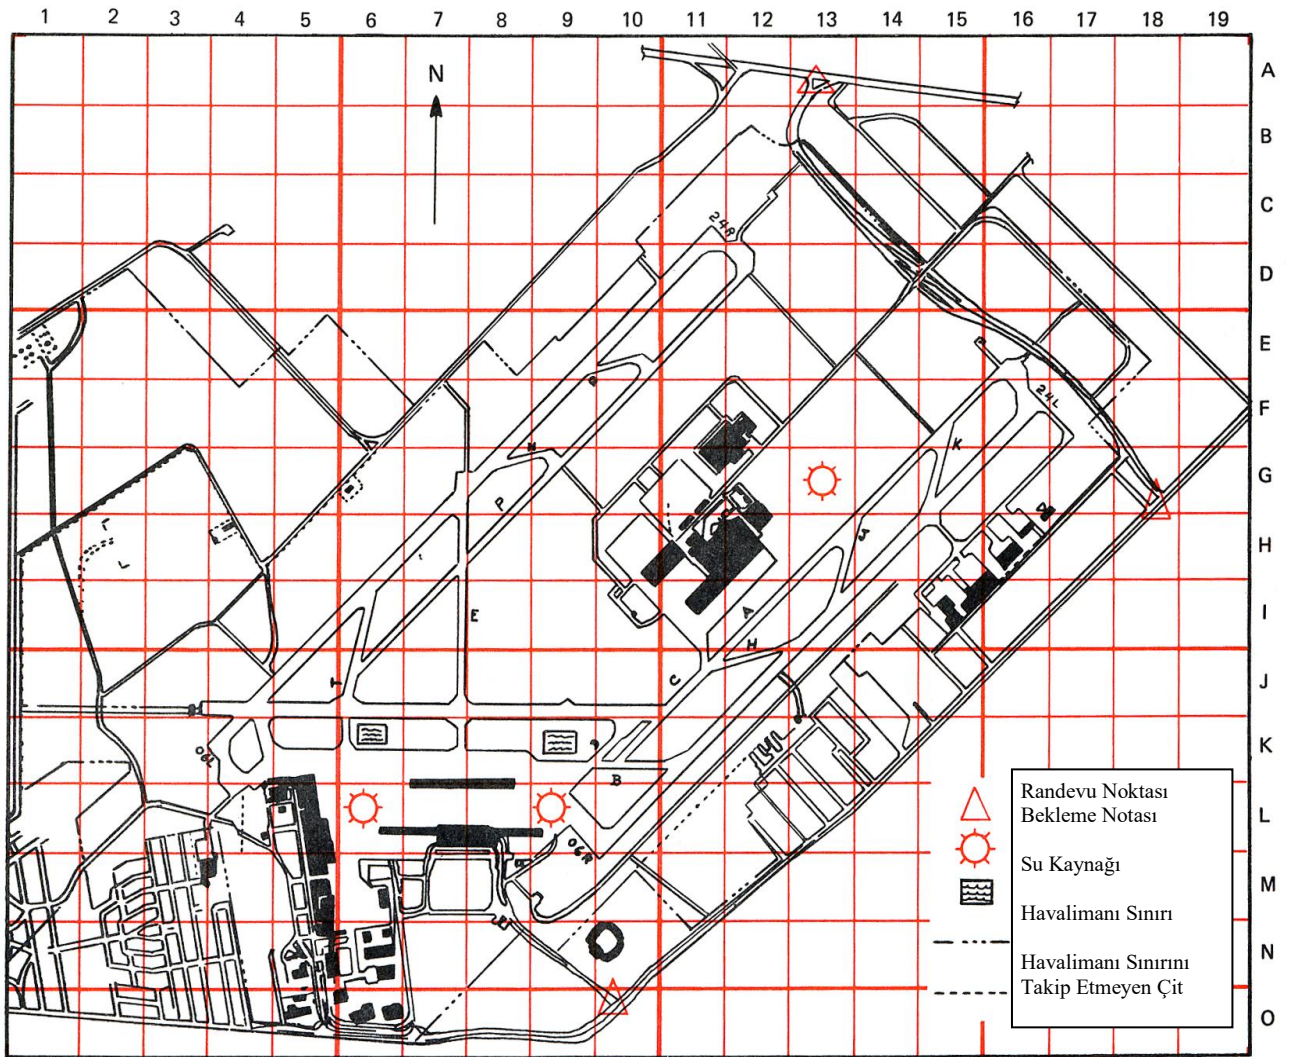 1 2 3 4 5 6 7 8 9 10 11 12 13 14 15 16 17 18 19
A
B
C
D
E
F
G
H
I
J
K
L
M
N
O
N
24R
24L
K
N
P
J
E
A
H
C
T
B
06L
06R
Randevu Noktası
Bekleme Notası
Su Kaynağı
Havalimanı Sınırı
Havalimanı Sınırını
Takip Etmeyen Çit